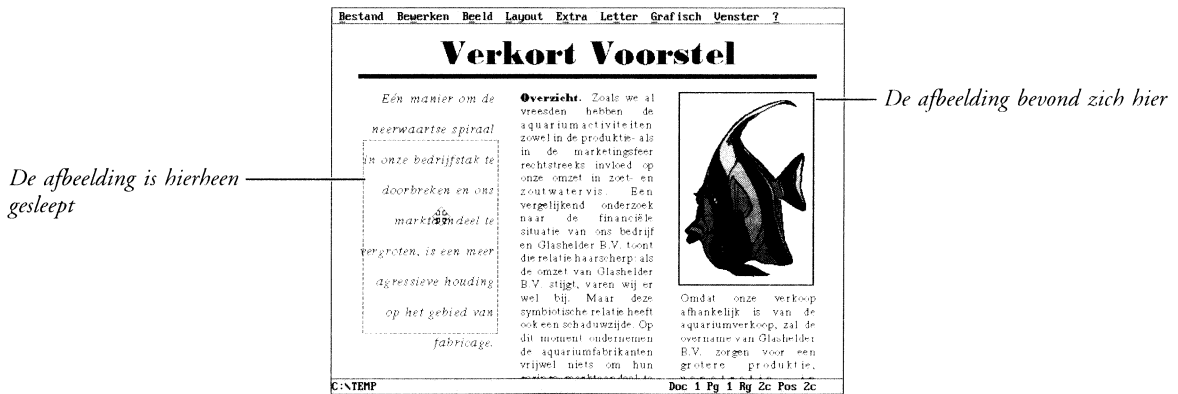 Bestand Bewerken Beeld Layout Extra Letter Grafisch Venster ?
Verkort Voorstel
Eén manier om de
neerwaartse spiraal
in onze bedrijfstak te
doorbreken en ons
marktaandeel te
vergroten, is een meer
agressieve houding
op het gebied van
fabricage.
Overzicht. Zoals we al
vreesden hebben de
aquariumactiviteiten
zowel in de produktie- als
in de marketingsfeer
rechtstreeks invloed op
onze omzet in zoet- en
zoutwatervis. Een
vergelijkend onderzoek
naar de financiële
situatie van ons bedrijf
en Glashelder B.V. toont
die relatie haarscherp: als
de omzet van Glashelder
B.V. stijgt, varen wij er
wel bij. Maar deze
symbiotische relatie heeft
ook een schaduwzijde. Op
dit moment ondernemen
de aquariumfabrikanten
vrijwel niets om hun
Omdat onze verkoop
afhankelijk is van de
aquariumverkoop, zal de
overname van Glashelder
B.V. zorgen voor een
grotere produktie,
C:\TEMP
Doc 1 Pg 1 Rg 2c Pos 2c
De afbeelding is hierheen
gesleept
De afbeelding bevond zich hier